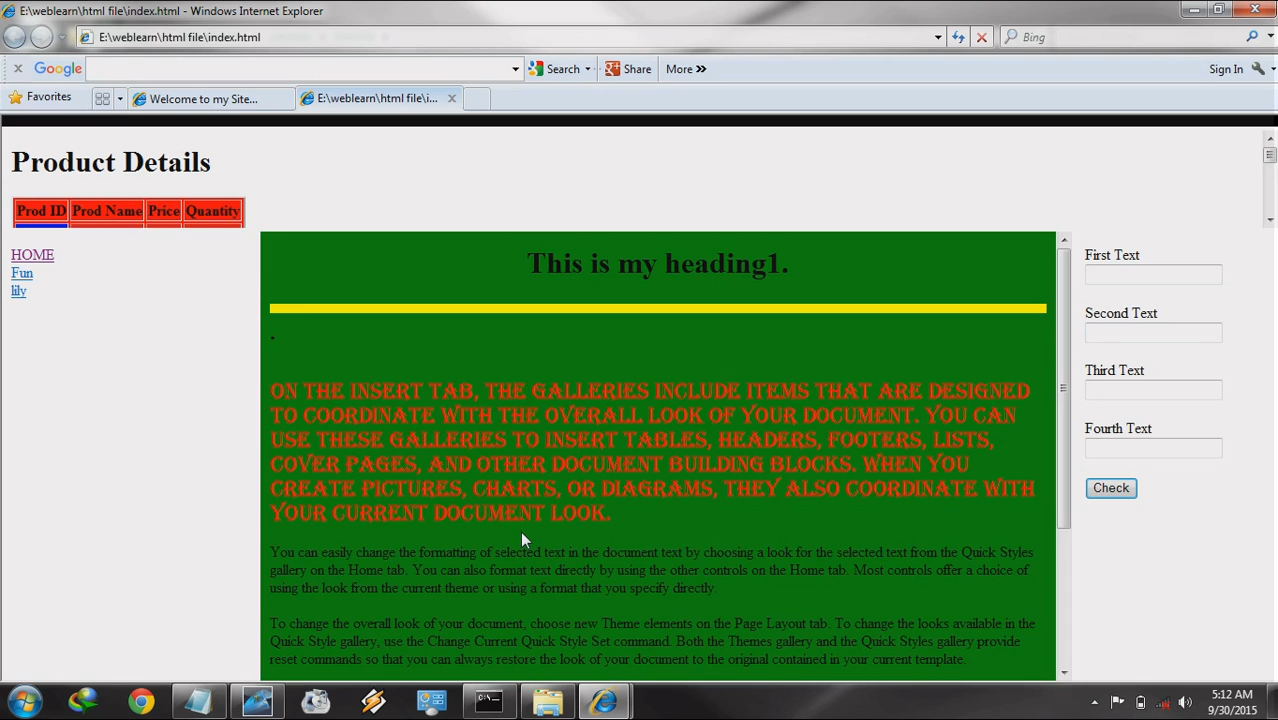 E:\weblearn\html file\index.html - Windows Internet Explorer
E:\weblearn\html file\index.html
Bing
x Google
Search
Share
More »
Sign In
Favorites
Welcome to my Site...
E:\weblearn\html file\i...
Product Details
Prod ID Prod Name Price Quantity
HOME
Fun
lily
This is my heading1.
.
ON THE INSERT TAB, THE GALLERIES INCLUDE ITEMS THAT ARE DESIGNED
TO COORDINATE WITH THE OVERALL LOOK OF YOUR DOCUMENT. YOU CAN
USE THESE GALLERIES TO INSERT TABLES, HEADERS, FOOTERS, LISTS,
COVER PAGES, AND OTHER DOCUMENT BUILDING BLOCKS. WHEN YOU
CREATE PICTURES, CHARTS, OR DIAGRAMS, THEY ALSO COORDINATE WITH
YOUR CURRENT DOCUMENT LOOK.
You can easily change the formatting of selected text in the document text by choosing a look for the selected text from the Quick Styles
gallery on the Home tab. You can also format text directly by using the other controls on the Home tab. Most controls offer a choice of
using the look from the current theme or using a format that you specify directly.
To change the overall look of your document, choose new Theme elements on the Page Layout tab. To change the looks available in the
Quick Style gallery, use the Change Current Quick Style Set command. Both the Themes gallery and the Quick Styles gallery provide
reset commands so that you can always restore the look of your document to the original contained in your current template.
First Text
Second Text
Third Text
Fourth Text
Check
5:12 AM
9/30/2015